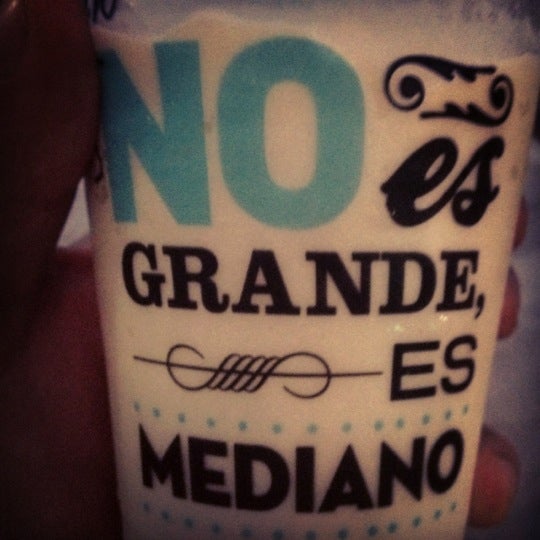 NO es
GRANDE,
ES
MEDIANO